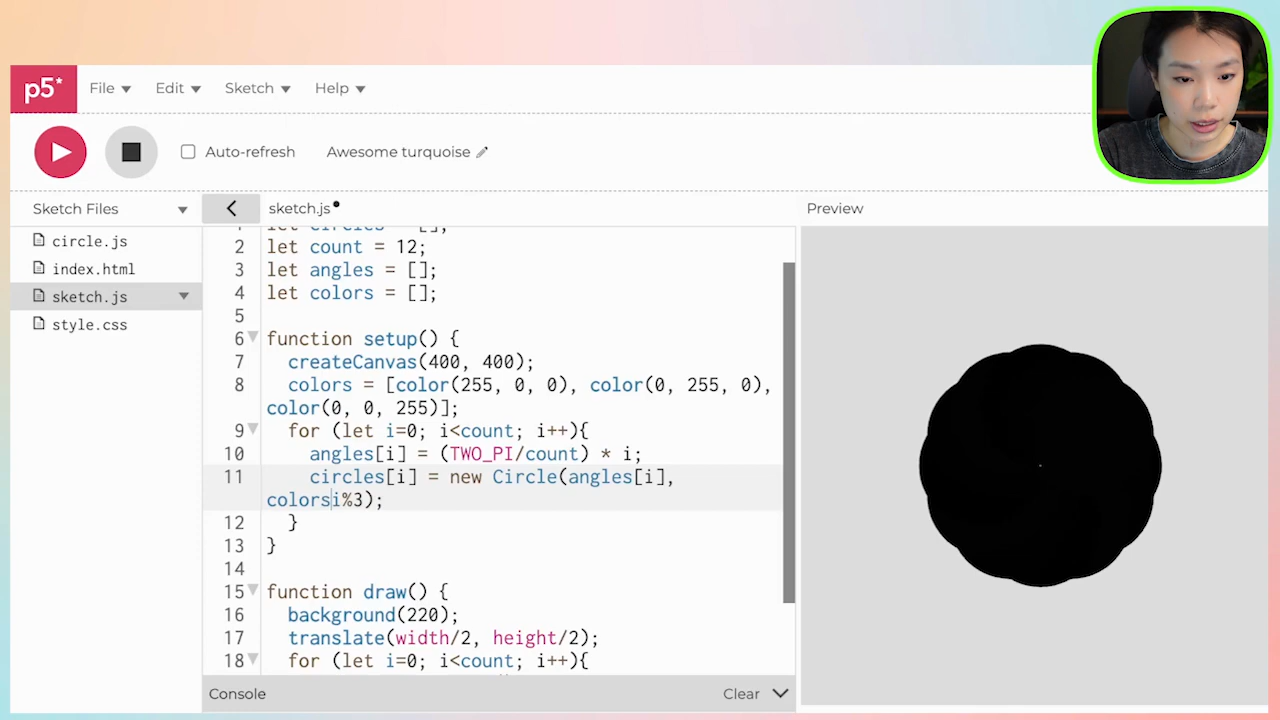 p5*
File Edit Sketch Help
Auto-refresh Awesome turquoise
Sketch Files
sketch.js
Preview
circle.js
index.html
sketch.js
style.css
1 let circles = [];
2 let count = 12;
3 let angles = [];
4 let colors = [];
5
6 function setup() {
7 createCanvas(400, 400);
8 colors = [color(255, 0, 0), color(0, 255, 0),
color(0, 0, 255)];
9 for (let i=0; i<count; i++){
10 angles[i] = (TWO_PI/count) * i;
11 circles[i] = new Circle(angles[i],
colorsi%3);
12 }
13 }
14
15 function draw() {
16 background(220);
17 translate(width/2, height/2);
18 for (let i=0; i<count; i++){
Console Clear